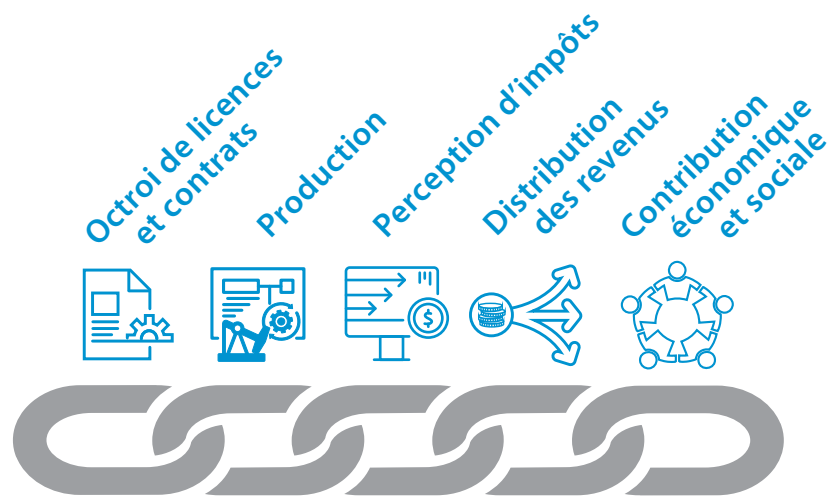 Octroi de licences
et contrats
Production
Perception d’impôts
Distribution
des revenus
Contribution
économique
et sociale
$